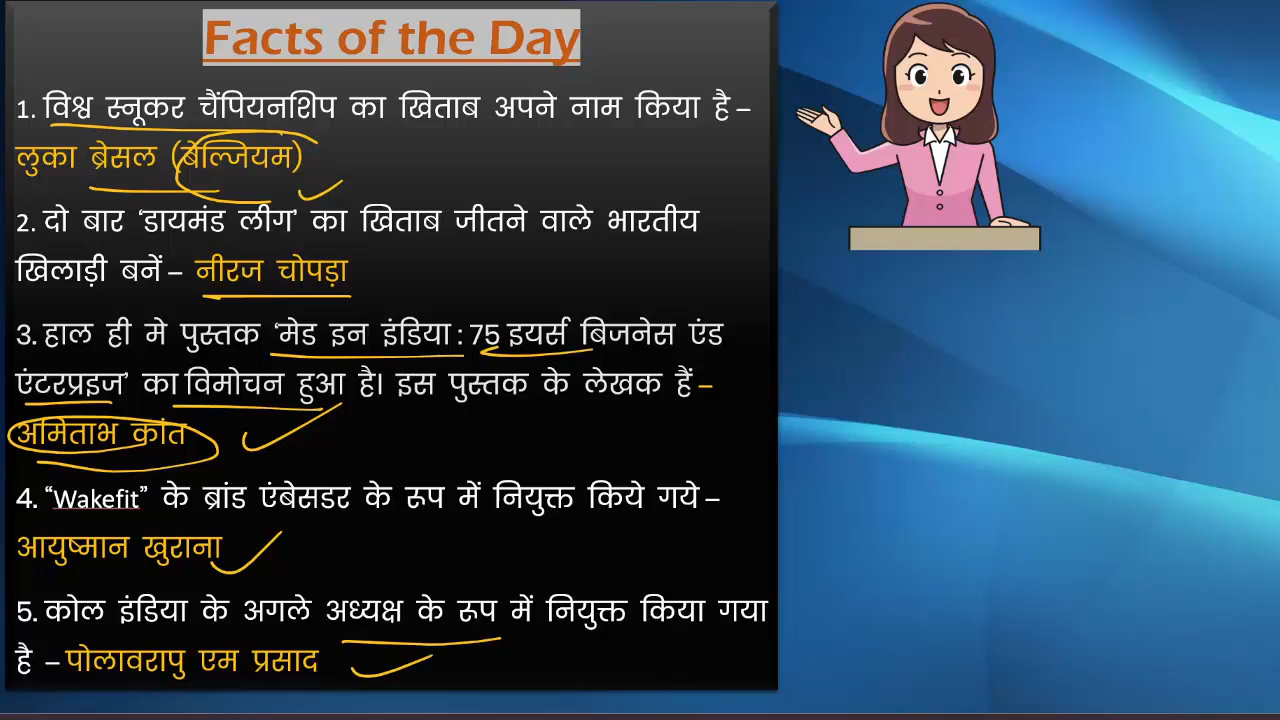 Facts of the Day
1. विश्व स्नूकर चैंपियनशिप का खिताब अपने नाम किया है –
लुका ब्रेसल (बेल्जियम)
2. दो बार ‘डायमंड लीग’ का खिताब जीतने वाले भारतीय
खिलाड़ी बनें – नीरज चोपड़ा
3. हाल ही मे पुस्तक ‘मेड इन इंडिया : 75 इयर्स बिजनेस एंड
एंटरप्रइज’ का विमोचन हुआ है। इस पुस्तक के लेखक हैं –
अमिताभ कांत
4. “Wakefit” के ब्रांड एंबेसडर के रूप में नियुक्त किये गये –
आयुष्मान खुराना
5. कोल इंडिया के अगले अध्यक्ष के रूप में नियुक्त किया गया
है – पोलावरापु एम प्रसाद